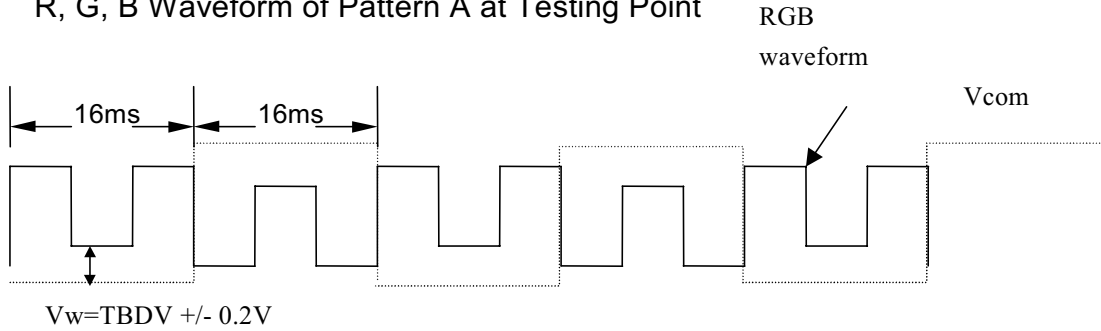 R, G, B Waveform of Pattern A at Testing Point
RGB
waveform
Vcom
16ms
16ms
Vw=TBDV +/- 0.2V